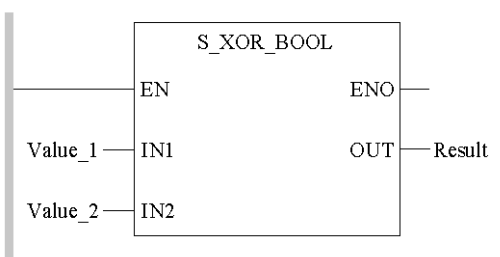 S_XOR_BOOL
EN ENO
Value_1 IN1 OUT Result
Value_2 IN2